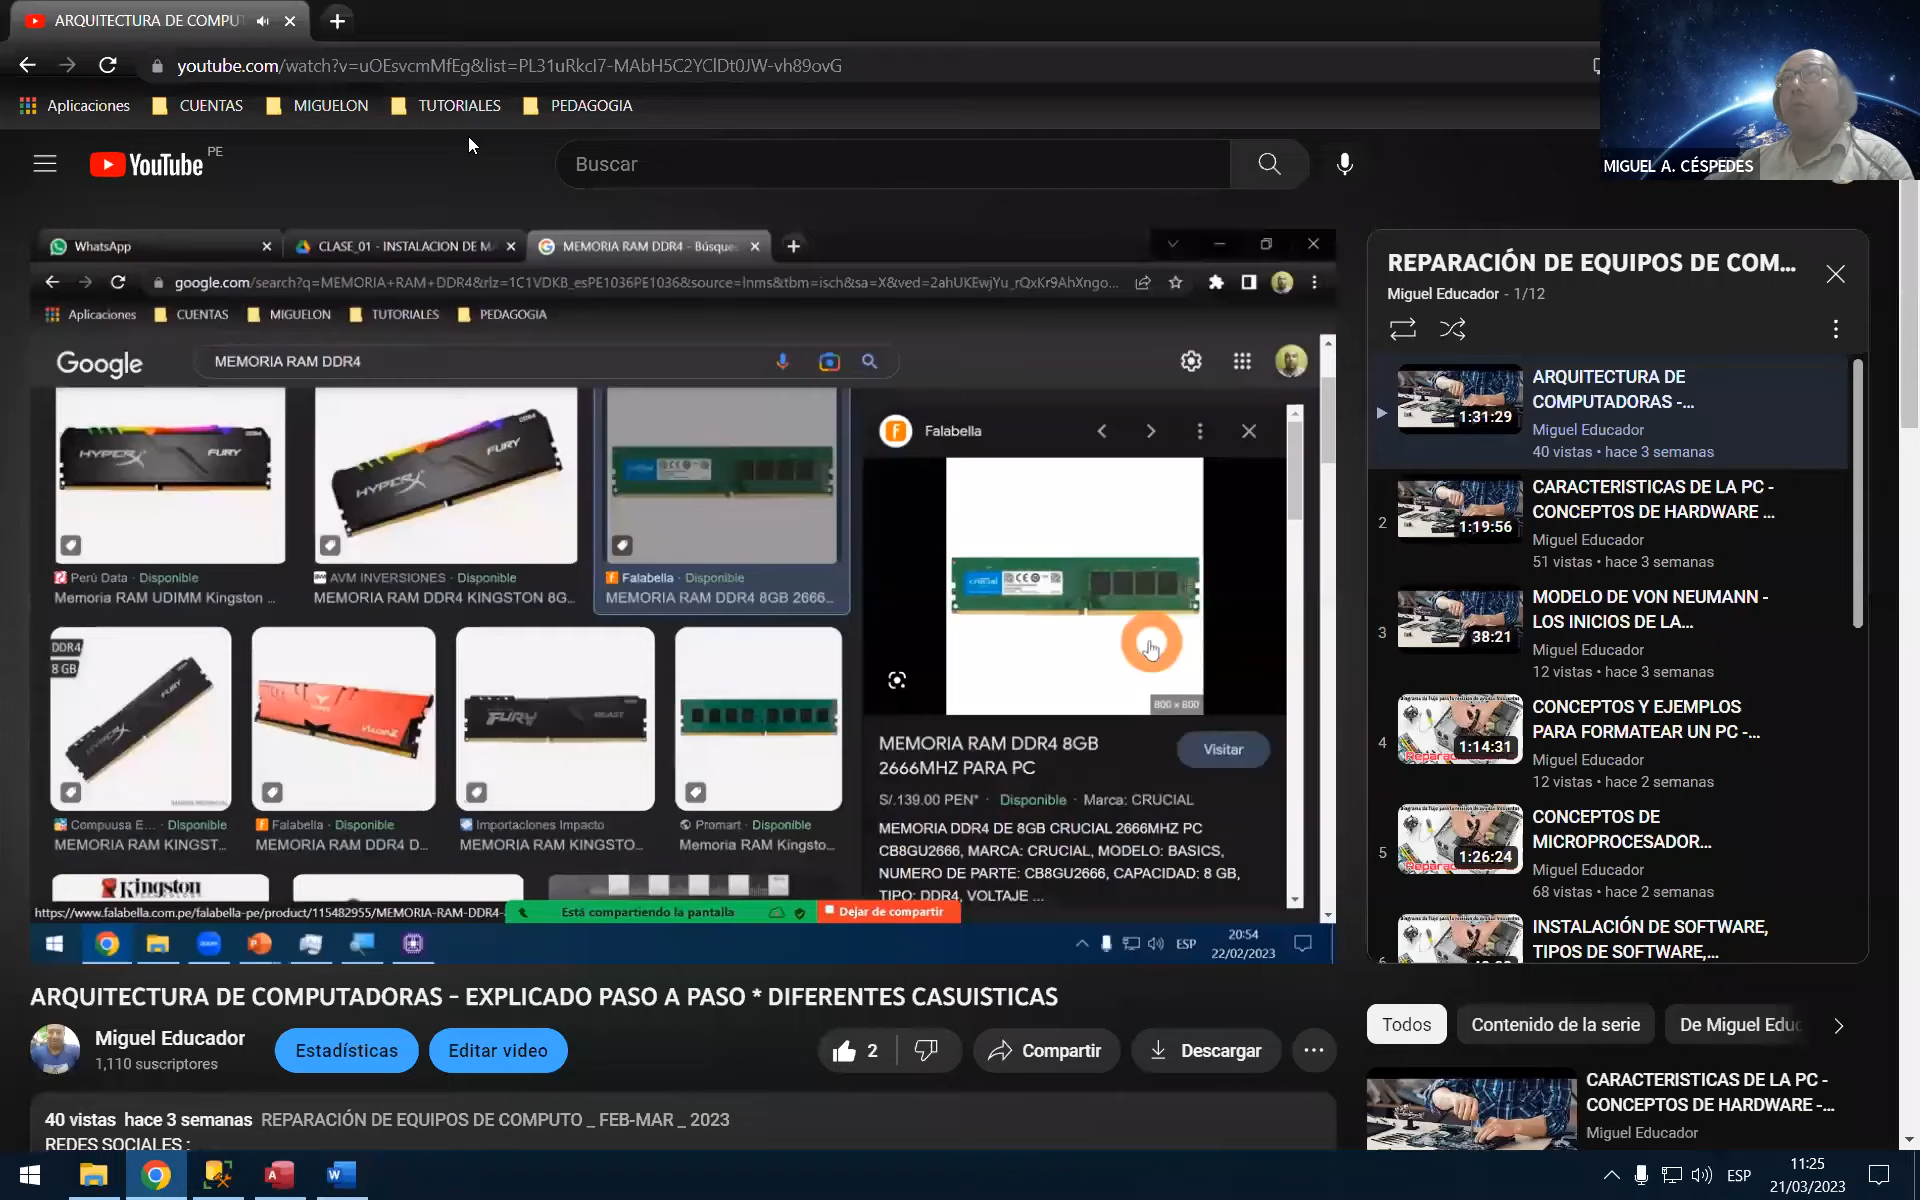 ARQUITECTURA DE COMPU
youtube.com/watch?v=uOEsvcmMfEg&list=PL31uRkcI7-MAbH5C2YClDt0JW-vh89ovG
Aplicaciones CUENTAS MIGUELON TUTORIALES PEDAGOGIA
MIGUEL A. CÉSPEDES
YouTube PE
Buscar
WhatsApp CLASE_01 - INSTALACION DE MA MEMORIA RAM DDR4 - Búsque
google.com/search?q=MEMORIA+RAM+DDR4&rlz=1C1VDKB_esPE1036PE1036&source=lnms&tbm=isch&sa=X&ved=2ahUKEwjYu_rQxKr9AhXngo...
Aplicaciones CUENTAS MIGUELON TUTORIALES PEDAGOGIA
Google MEMORIA RAM DDR4
HYPERX FURY
HYPERX FURY
Perú Data · Disponible
Memoria RAM UDIMM Kingston ...
AVM INVERSIONES · Disponible
MEMORIA RAM DDR4 KINGSTON 8G...
Falabella · Disponible
MEMORIA RAM DDR4 8GB 2666...
DDR4
8 GB
HYPERX FURY
FURY BEAST
Compuusa E... · Disponible
MEMORIA RAM KINGST...
Falabella · Disponible
MEMORIA RAM DDR4 D...
Importaciones Impacto
MEMORIA RAM KINGSTO...
Promart · Disponible
Memoria RAM Kingsto...
Kingston
Falabella
crucial
800 × 800
MEMORIA RAM DDR4 8GB
2666MHZ PARA PC
Visitar
S/.139.00 PEN* · Disponible · Marca: CRUCIAL
MEMORIA DDR4 DE 8GB CRUCIAL 2666MHZ PC
CB8GU2666, MARCA: CRUCIAL, MODELO: BASICS,
NUMERO DE PARTE: CB8GU2666, CAPACIDAD: 8 GB,
TIPO: DDR4, VOLTAJE ...
https://www.falabella.com.pe/falabella-pe/product/115482955/MEMORIA-RAM-DDR4-
Está compartiendo la pantalla
Dejar de compartir
zoom
ESP
20:54
22/02/2023
REPARACIÓN DE EQUIPOS DE COM...
Miguel Educador - 1/12
1:31:29
ARQUITECTURA DE
COMPUTADORAS -...
Miguel Educador
40 vistas • hace 3 semanas
2
1:19:56
CARACTERISTICAS DE LA PC -
CONCEPTOS DE HARDWARE ...
Miguel Educador
51 vistas • hace 3 semanas
3
38:21
MODELO DE VON NEUMANN -
LOS INICIOS DE LA...
Miguel Educador
12 vistas • hace 3 semanas
4
1:14:31
CONCEPTOS Y EJEMPLOS
PARA FORMATEAR UN PC -...
Miguel Educador
12 vistas • hace 2 semanas
5
1:26:24
CONCEPTOS DE
MICROPROCESADOR...
Miguel Educador
68 vistas • hace 2 semanas
INSTALACIÓN DE SOFTWARE,
TIPOS DE SOFTWARE,...
ARQUITECTURA DE COMPUTADORAS - EXPLICADO PASO A PASO * DIFERENTES CASUISTICAS
Miguel Educador
1,110 suscriptores
Estadísticas
Editar video
2
Compartir
Descargar
40 vistas hace 3 semanas REPARACIÓN DE EQUIPOS DE COMPUTO _ FEB-MAR _ 2023
REDES SOCIALES :
Todos
Contenido de la serie
De Miguel Educ
CARACTERISTICAS DE LA PC -
CONCEPTOS DE HARDWARE -...
Miguel Educador
ESP
11:25
21/03/2023